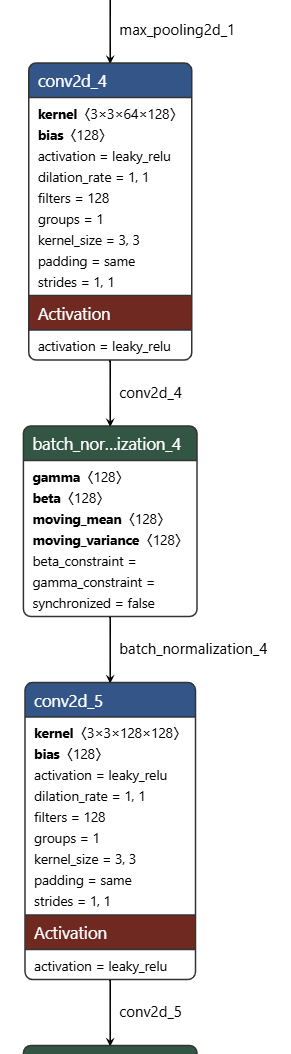 max_pooling2d_1
conv2d_4
kernel 〈3×3×64×128〉
bias 〈128〉
activation = leaky_relu
dilation_rate = 1, 1
filters = 128
groups = 1
kernel_size = 3, 3
padding = same
strides = 1, 1
Activation
activation = leaky_relu
conv2d_4
batch_nor...ization_4
gamma 〈128〉
beta 〈128〉
moving_mean 〈128〉
moving_variance 〈128〉
beta_constraint =
gamma_constraint =
synchronized = false
batch_normalization_4
conv2d_5
kernel 〈3×3×128×128〉
bias 〈128〉
activation = leaky_relu
dilation_rate = 1, 1
filters = 128
groups = 1
kernel_size = 3, 3
padding = same
strides = 1, 1
Activation
activation = leaky_relu
conv2d_5